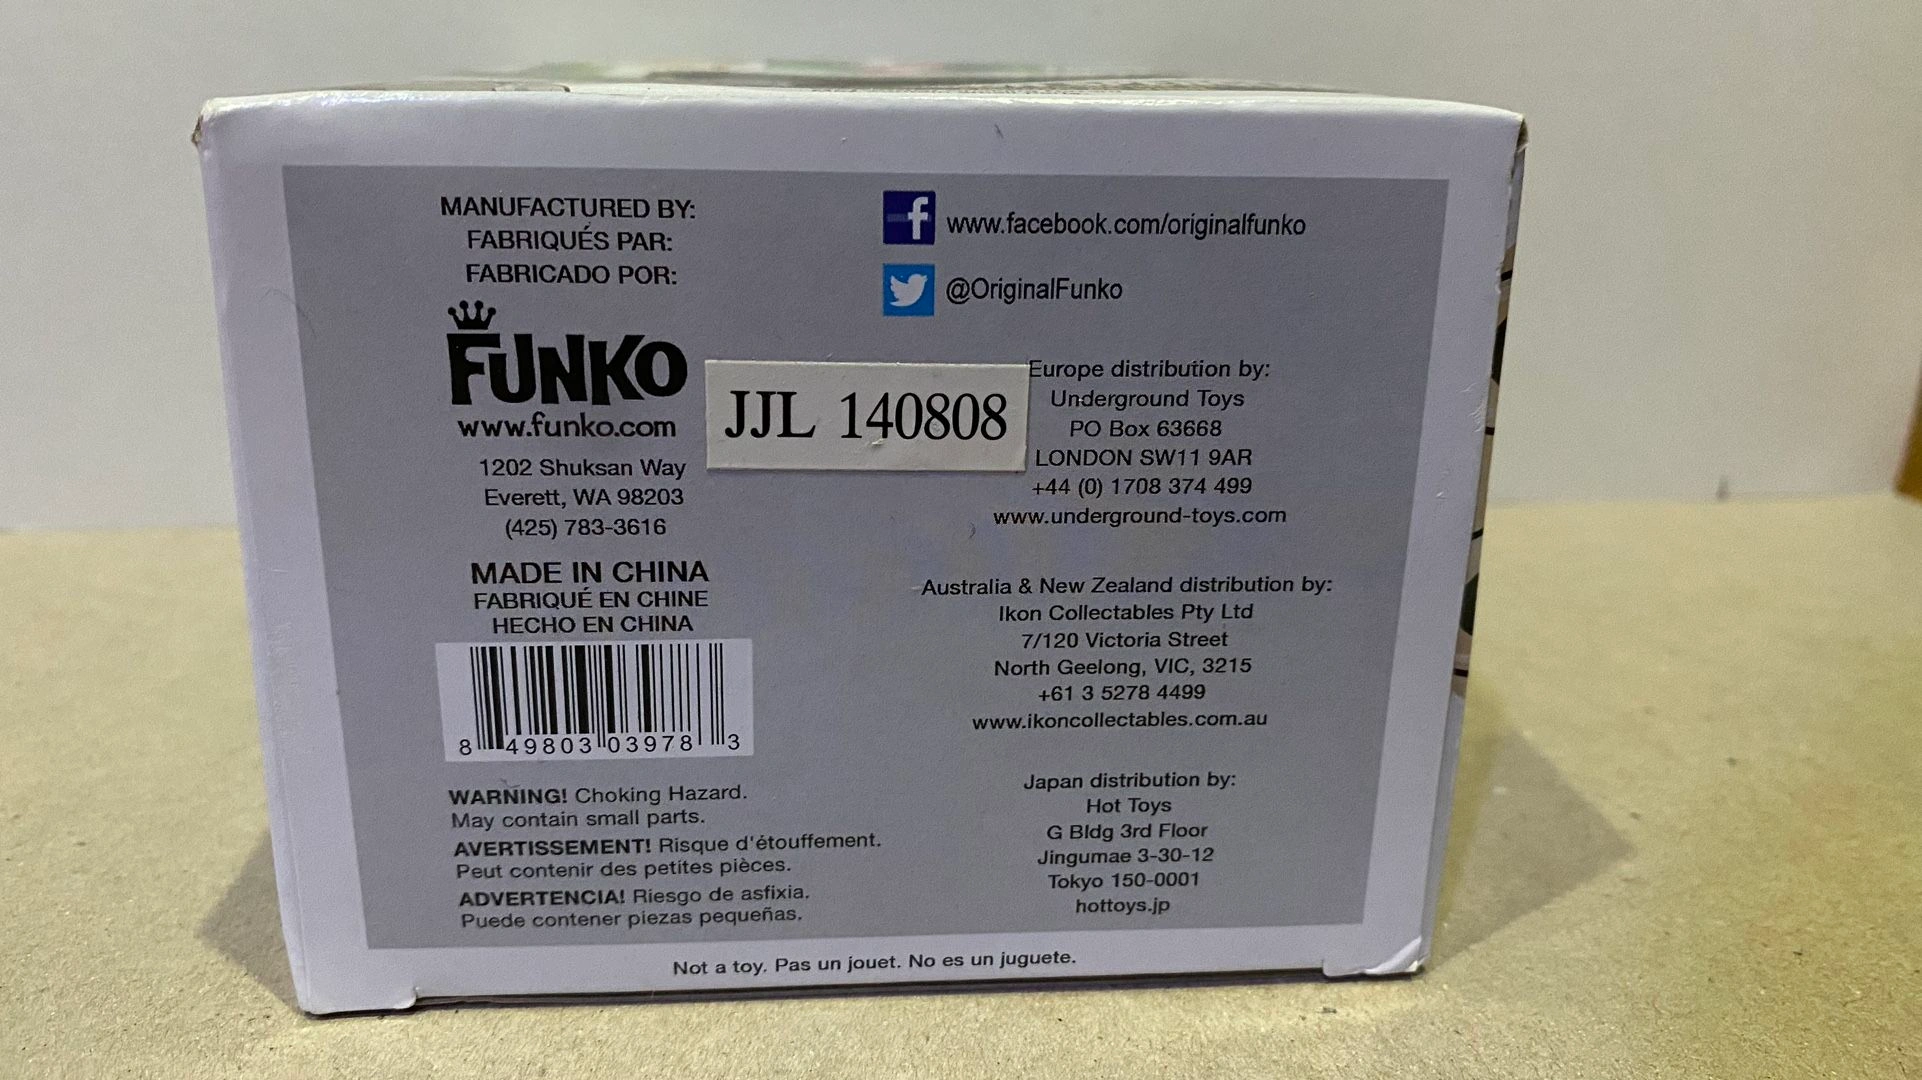 MANUFACTURED BY:
FABRIQUÉS PAR:
FABRICADO POR:
FUNKO
www.funko.com
1202 Shuksan Way
Everett, WA 98203
(425) 783-3616
MADE IN CHINA
FABRIQUÉ EN CHINE
HECHO EN CHINA
8 49803 03978 3
WARNING! Choking Hazard.
May contain small parts.
AVERTISSEMENT! Risque d'étouffement.
Peut contenir des petites pièces.
ADVERTENCIA! Riesgo de asfixia.
Puede contener piezas pequeñas.
JJL 140808
f www.facebook.com/originalfunko
@OriginalFunko
Europe distribution by:
Underground Toys
PO Box 63668
LONDON SW11 9AR
+44 (0) 1708 374 499
www.underground-toys.com
Australia & New Zealand distribution by:
Ikon Collectables Pty Ltd
7/120 Victoria Street
North Geelong, VIC, 3215
+61 3 5278 4499
www.ikoncollectables.com.au
Japan distribution by:
Hot Toys
G Bldg 3rd Floor
Jingumae 3-30-12
Tokyo 150-0001
hottoys.jp
Not a toy. Pas un jouet. No es un juguete.